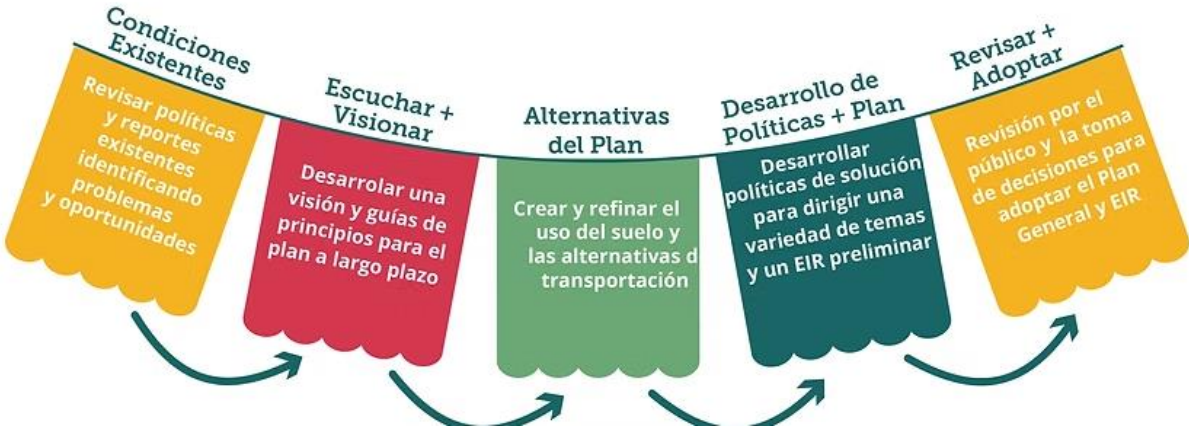 Condiciones
Existentes
Revisar políticas
y reportes
existentes
identificando
problemas
y oportunidades
Escuchar +
Visionar
Desarrolar una
visión y guías de
principios para el
plan a largo plazo
Alternativas
del Plan
Crear y refinar el
uso del suelo y
las alternativas d
transportación
Desarrollo de
Políticas + Plan
Desarrollar
políticas de solución
para dirigir una
variedad de temas
y un EIR preliminar
Revisar +
Adoptar
Revisión por el
público y la toma
de decisiones para
adoptar el Plan
General y EIR